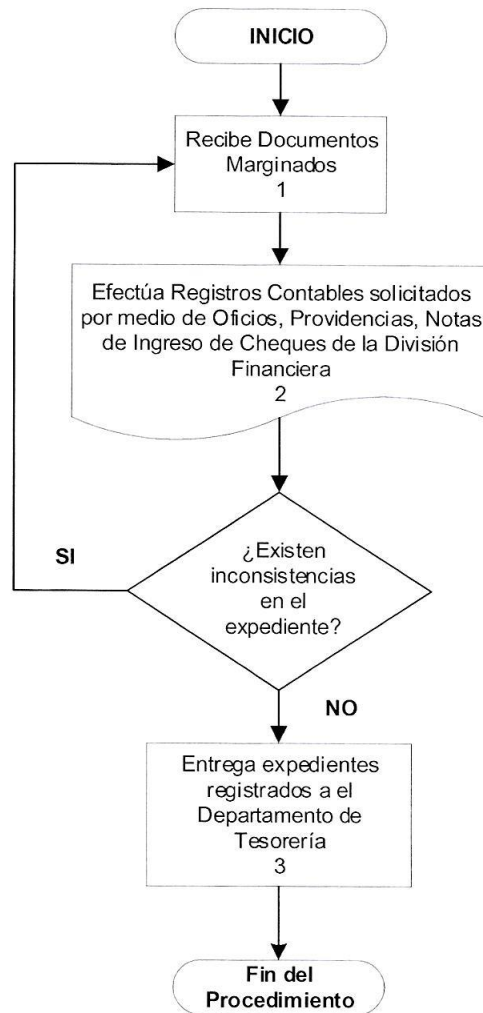 INICIO
Recibe Documentos
Marginados
1
Efectúa Registros Contables solicitados
por medio de Oficios, Providencias, Notas
de Ingreso de Cheques de la División
Financiera
2
¿Existen
inconsistencias
en el
expediente?
SI
NO
Entrega expedientes
registrados a el
Departamento de
Tesorería
3
Fin del
Procedimiento